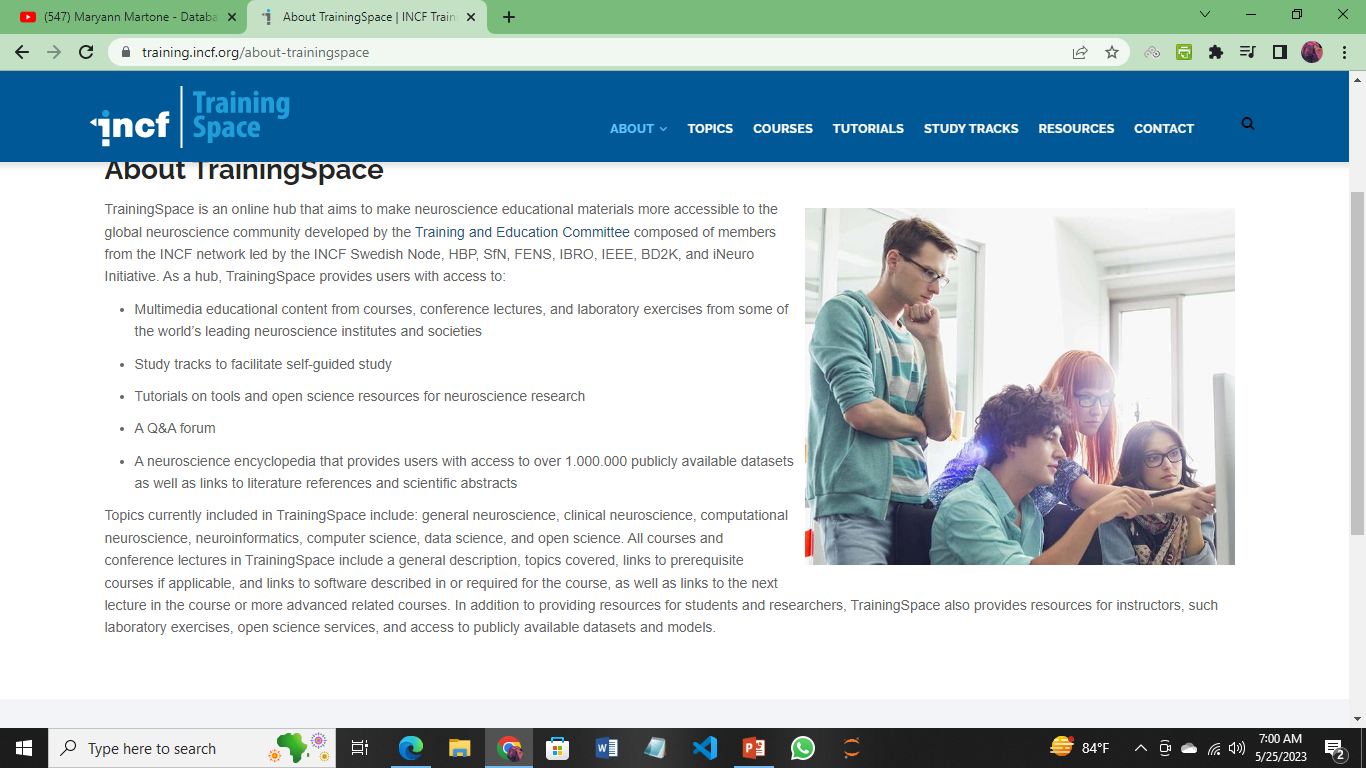 (547) Maryann Martone - Databa
About TrainingSpace | INCF Train
training.incf.org/about-trainingspace
incf
Training
Space
ABOUT
TOPICS
COURSES
TUTORIALS
STUDY TRACKS
RESOURCES
CONTACT
About TrainingSpace
TrainingSpace is an online hub that aims to make neuroscience educational materials more accessible to the
global neuroscience community developed by the Training and Education Committee composed of members
from the INCF network led by the INCF Swedish Node, HBP, SfN, FENS, IBRO, IEEE, BD2K, and iNeuro
Initiative. As a hub, TrainingSpace provides users with access to:
• Multimedia educational content from courses, conference lectures, and laboratory exercises from some of
the world's leading neuroscience institutes and societies
• Study tracks to facilitate self-guided study
• Tutorials on tools and open science resources for neuroscience research
• A Q&A forum
• A neuroscience encyclopedia that provides users with access to over 1.000.000 publicly available datasets
as well as links to literature references and scientific abstracts
Topics currently included in TrainingSpace include: general neuroscience, clinical neuroscience, computational
neuroscience, neuroinformatics, computer science, data science, and open science. All courses and
conference lectures in TrainingSpace include a general description, topics covered, links to prerequisite
courses if applicable, and links to software described in or required for the course, as well as links to the next
lecture in the course or more advanced related courses. In addition to providing resources for students and researchers, TrainingSpace also provides resources for instructors, such
laboratory exercises, open science services, and access to publicly available datasets and models.
Type here to search
84°F
7:00 AM
5/25/2023
2